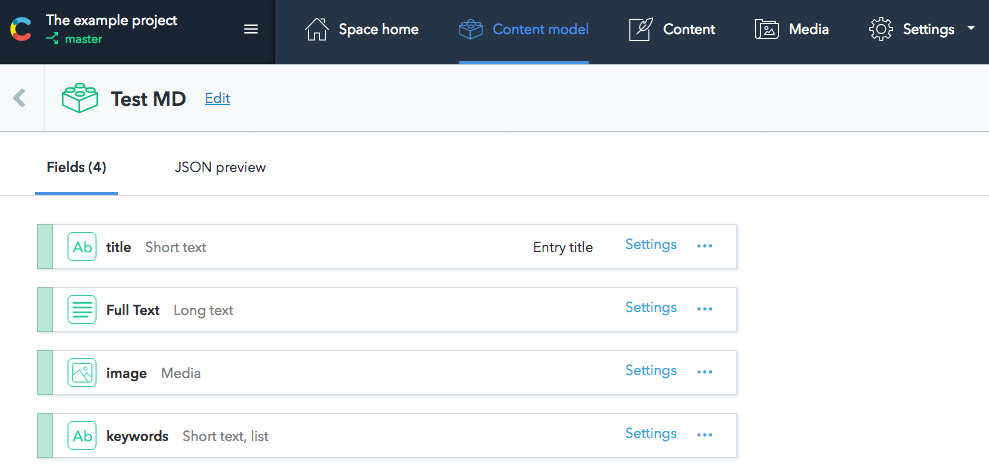 The example project
master
Space home
Content model
Content
Media
Settings
Test MD Edit
Fields (4) JSON preview
Ab title Short text Entry title Settings
Full Text Long text Settings
image Media Settings
Ab keywords Short text, list Settings